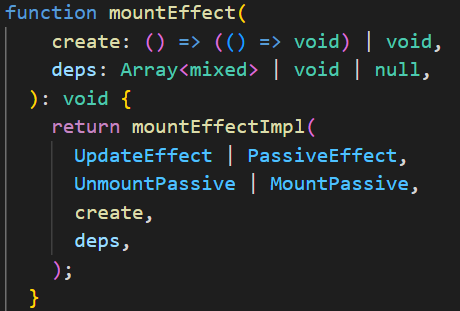 function mountEffect(
create: () => (() => void) | void,
deps: Array<mixed> | void | null,
): void {
return mountEffectImpl(
UpdateEffect | PassiveEffect,
UnmountPassive | MountPassive,
create,
deps,
);
}